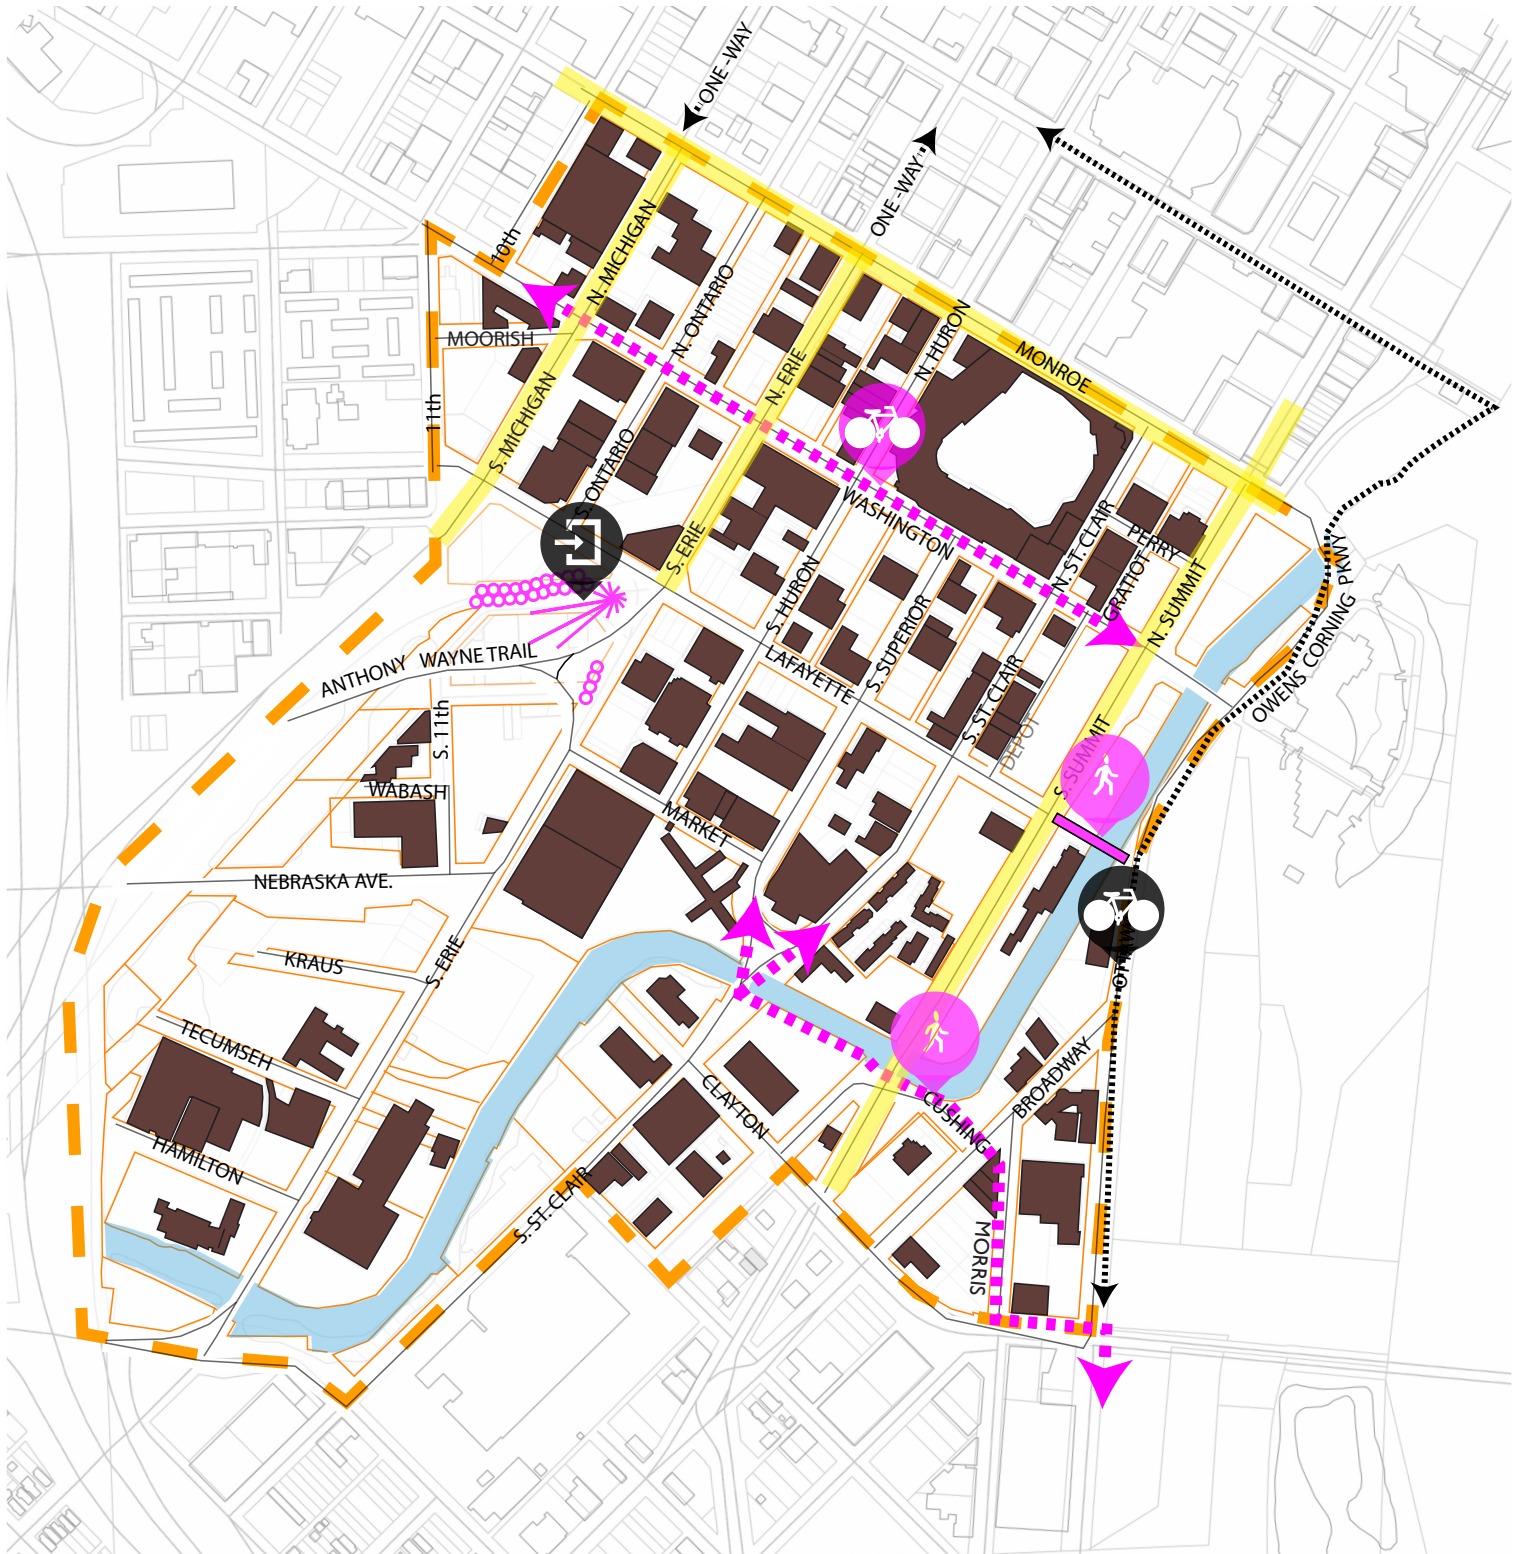 ONE-WAY
ONE-WAY
10th
N. MICHIGAN
N. ONTARIO
N. HURON
MOORISH
MONROE
N. ERIE
11th
S. MICHIGAN
S. ONTARIO
WASHINGTON
N. ST. CLAIR
PERRY
S. ERIE
GRATIOT
N. SUMMIT
S. HURON
S. SUPERIOR
OWENS CORNING PKWY
LAFAYETTE
ANTHONY WAYNE TRAIL
S. 11th
S. ST. CLAIR
DEPOT
S. SUMMIT
WABASH
MARKET
NEBRASKA AVE.
KRAUS
S. ERIE
TECUMSEH
HAMILTON
CLAYTON
CUSHING
BROADWAY
S. ST. CLAIR
MORRIS